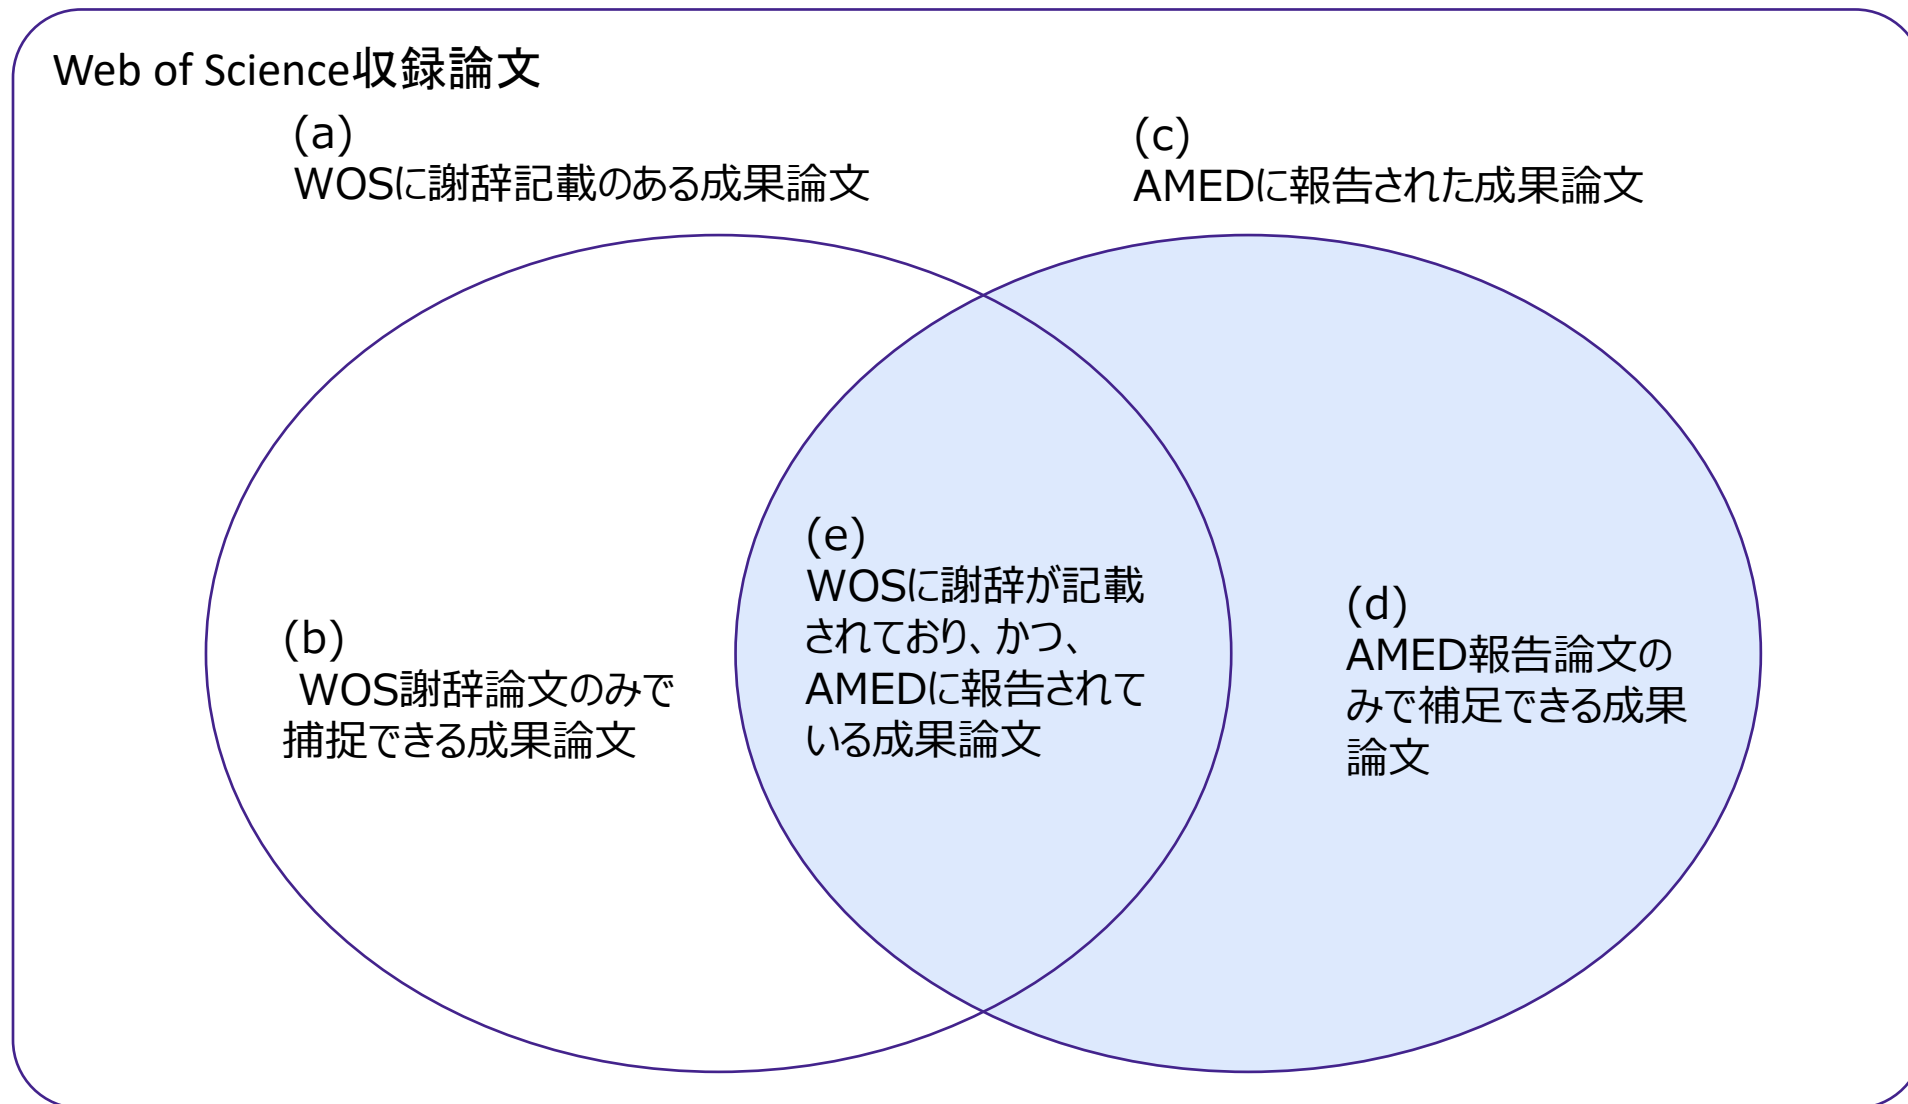 Web of Science収録論文
(a)
WOSに謝辞記載のある成果論文
(c)
AMEDに報告された成果論文
(b)
WOS謝辞論文のみで
捕捉できる成果論文
(e)
WOSに謝辞が記載
されており、かつ、
AMEDに報告されて
いる成果論文
(d)
AMED報告論文の
みで補足できる成果
論文